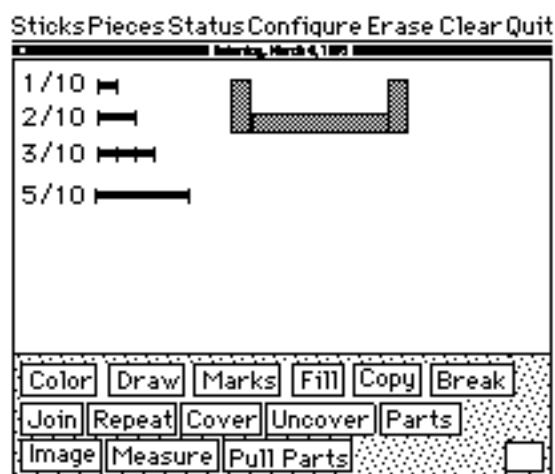 Sticks Pieces Status Configure Erase Clear Quit
1/10
2/10
3/10
5/10
Color Draw Marks Fill Copy Break
Join Repeat Cover Uncover Parts
Image Measure Pull Parts